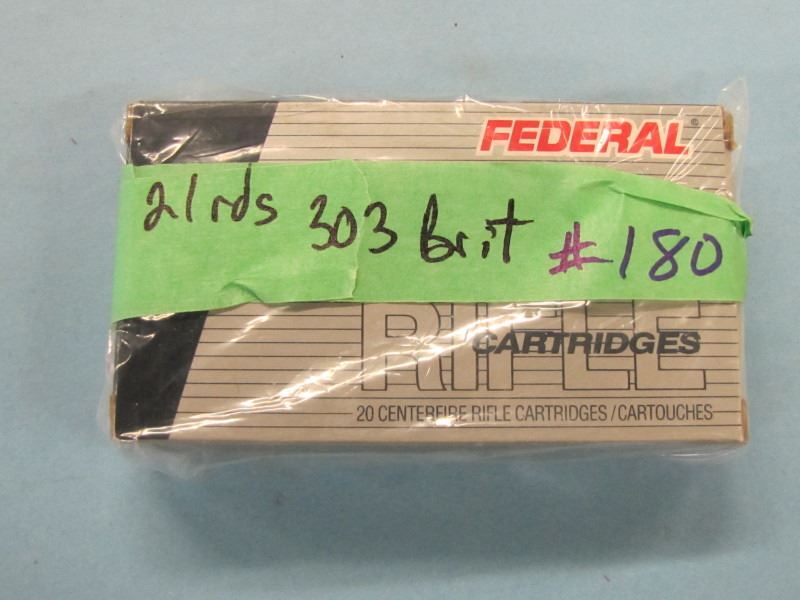 FEDERAL®
21 rds 303 Brit #180
RIFLE
CARTRIDGES
20 CENTERFIRE RIFLE CARTRIDGES/CARTOUCHES